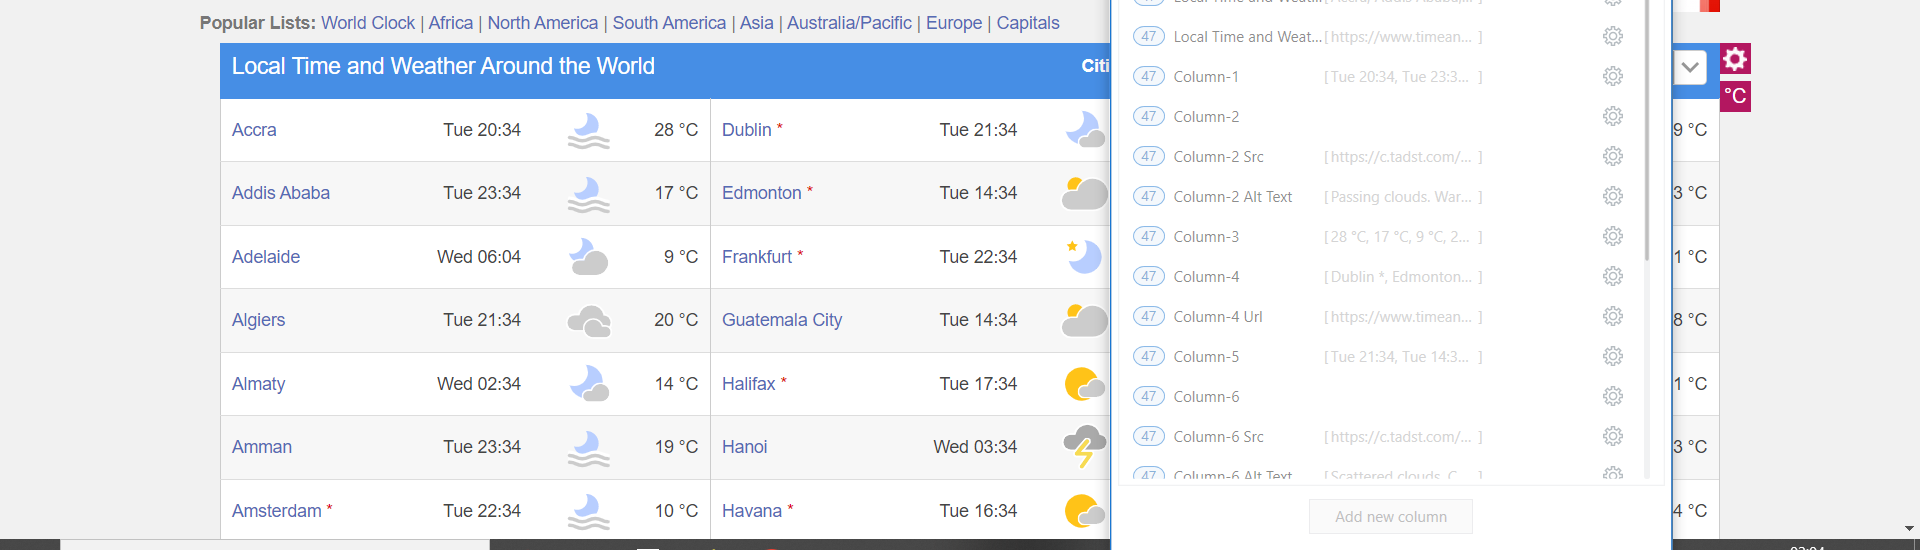 Popular Lists: World Clock | Africa | North America | South America | Asia | Australia/Pacific | Europe | Capitals
Local Time and Weather Around the World
Accra Tue 20:34 28 °C Dublin * Tue 21:34 9 °C
Addis Ababa Tue 23:34 17 °C Edmonton * Tue 14:34 3 °C
Adelaide Wed 06:04 9 °C Frankfurt * Tue 22:34 1 °C
Algiers Tue 21:34 20 °C Guatemala City Tue 14:34 8 °C
Almaty Wed 02:34 14 °C Halifax * Tue 17:34 1 °C
Amman Tue 23:34 19 °C Hanoi Wed 03:34 3 °C
Amsterdam * Tue 22:34 10 °C Havana * Tue 16:34 4 °C
°C
47 Local Time and Weat... [ https://www.timean... ]
47 Column-1 [ Tue 20:34, Tue 23:3... ]
47 Column-2
47 Column-2 Src [ https://c.tadst.com/... ]
47 Column-2 Alt Text [ Passing clouds. War... ]
47 Column-3 [ 28 °C, 17 °C, 9 °C, 2... ]
47 Column-4 [ Dublin *, Edmonton... ]
47 Column-4 Url [ https://www.timean... ]
47 Column-5 [ Tue 21:34, Tue 14:3... ]
47 Column-6
47 Column-6 Src [ https://c.tadst.com/... ]
47 Column-6 Alt Text [ Scattered clouds. C... ]
Add new column